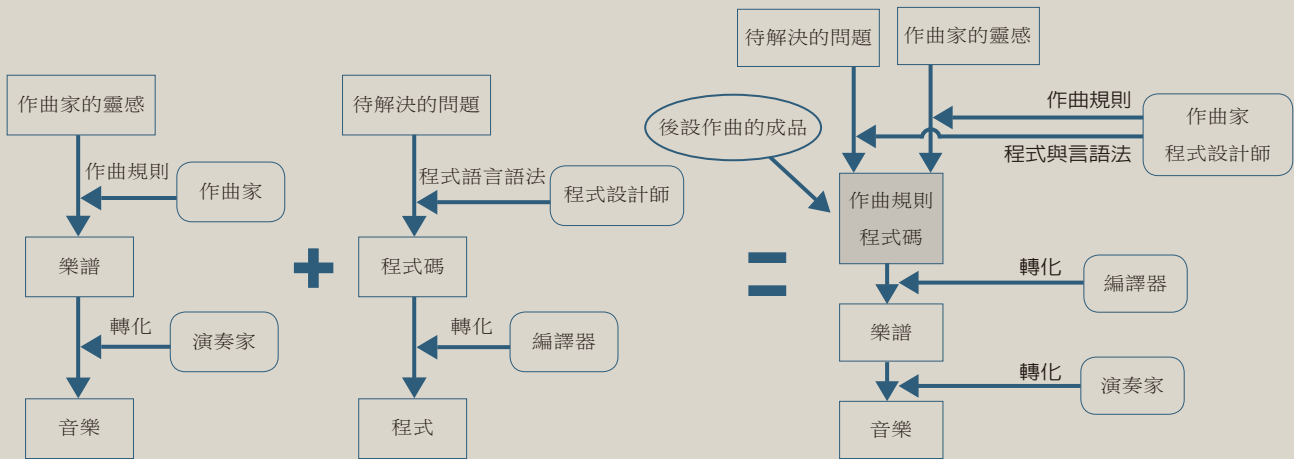 作曲家的靈感
作曲規則
作曲家
樂譜
轉化
演奏家
音樂
+
待解決的問題
程式語言語法
程式設計師
程式碼
轉化
編譯器
程式
=
待解決的問題
作曲家的靈感
後設作曲的成品
作曲規則
程式與言語法
作曲家
程式設計師
作曲規則
程式碼
轉化
編譯器
樂譜
轉化
演奏家
音樂